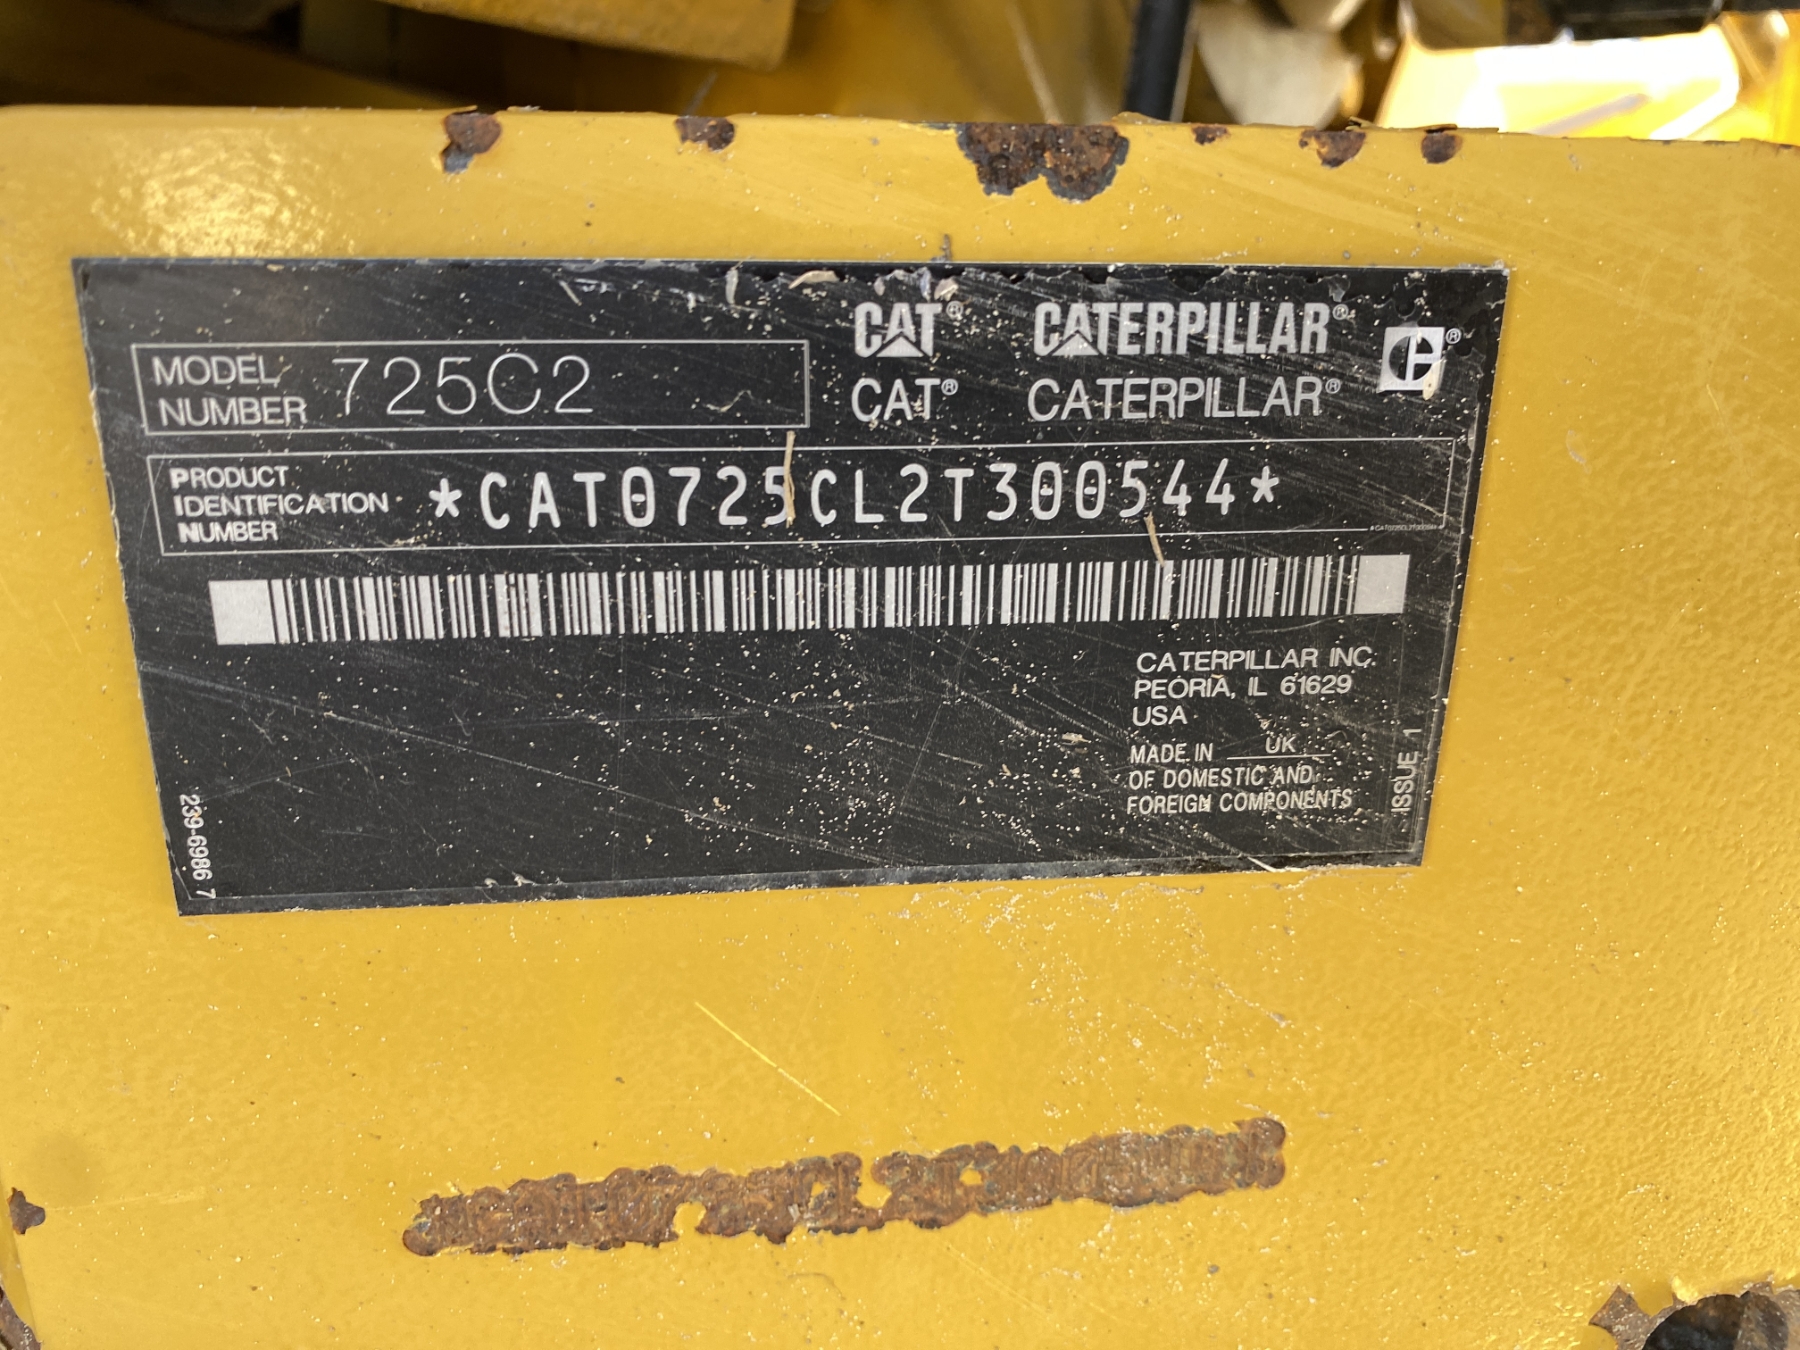 CAT® CATERPILLAR®
MODEL NUMBER 725C2
CAT® CATERPILLAR®
PRODUCT
IDENTIFICATION
NUMBER
*CAT0725CL2T300544*
*CAT0725CL2T300544*
CATERPILLAR INC.
PEORIA, IL 61629
USA
MADE IN UK
OF DOMESTIC AND
FOREIGN COMPONENTS
ISSUE 1
239-6986 7